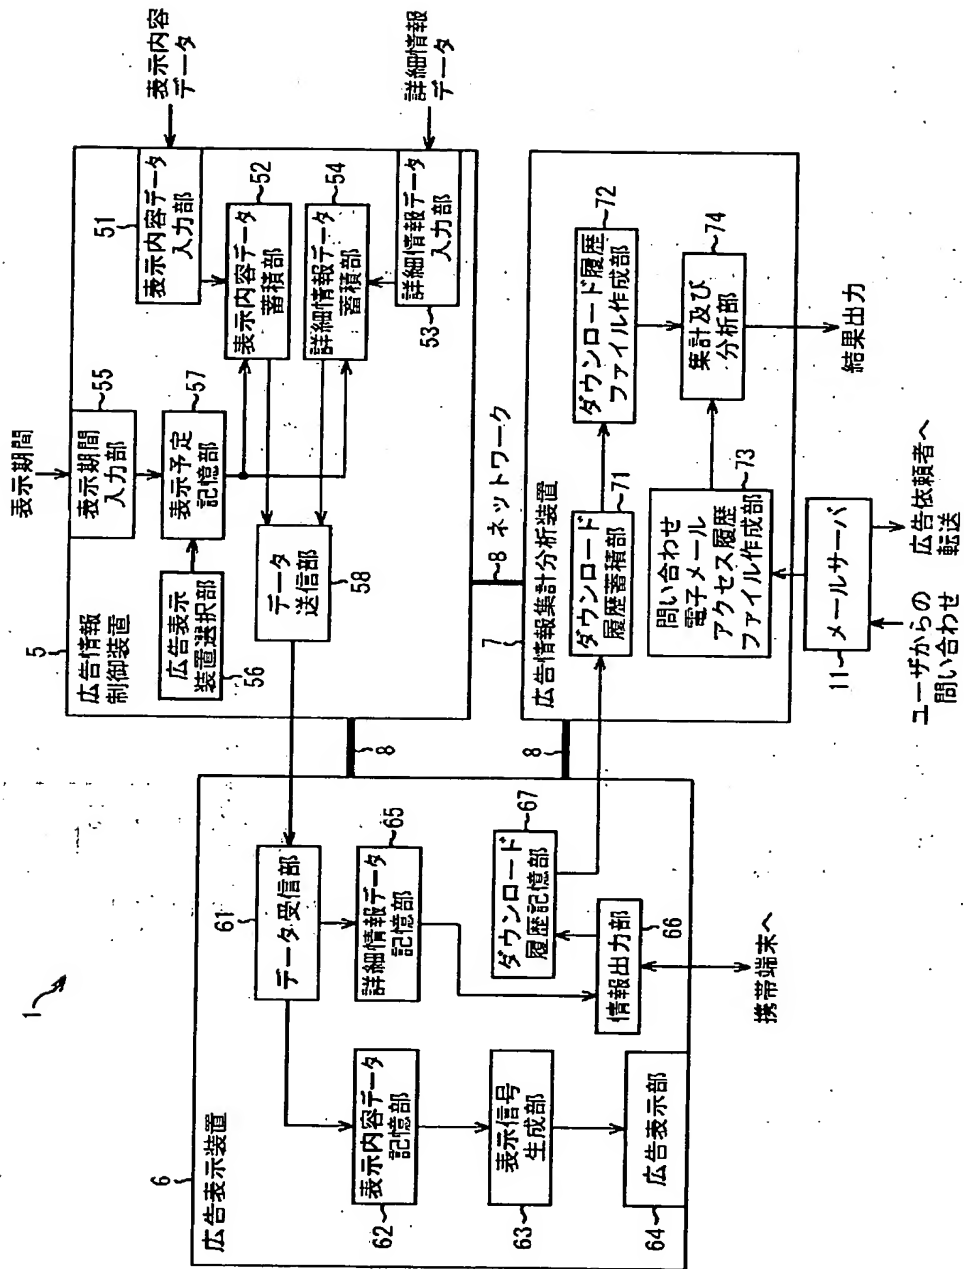 1
6
広告表示装置
61
データ受信部
62
表示内容データ
記憶部
65
詳細情報データ
記憶部
63
表示信号
生成部
67
ダウンロード
履歴記憶部
64
広告表示部
66
情報出力部
携帯端末へ
8
8
8 ネットワーク
5
広告情報
制御装置
表示期間
55
表示期間
入力部
56
広告表示
装置選択部
57
表示予定
記憶部
58
データ
送信部
51
表示内容データ
入力部
表示内容
データ
52
表示内容データ
蓄積部
54
詳細情報データ
蓄積部
53
詳細情報データ
入力部
詳細情報
データ
7
広告情報集計分析装置
71
ダウンロード
履歴蓄積部
72
ダウンロード履歴
ファイル作成部
73
問い合わせ
電子メール
アクセス履歴
ファイル作成部
74
集計及び
分析部
結果出力
11
メールサーバ
ユーザからの
問い合わせ
広告依頼者へ
転送